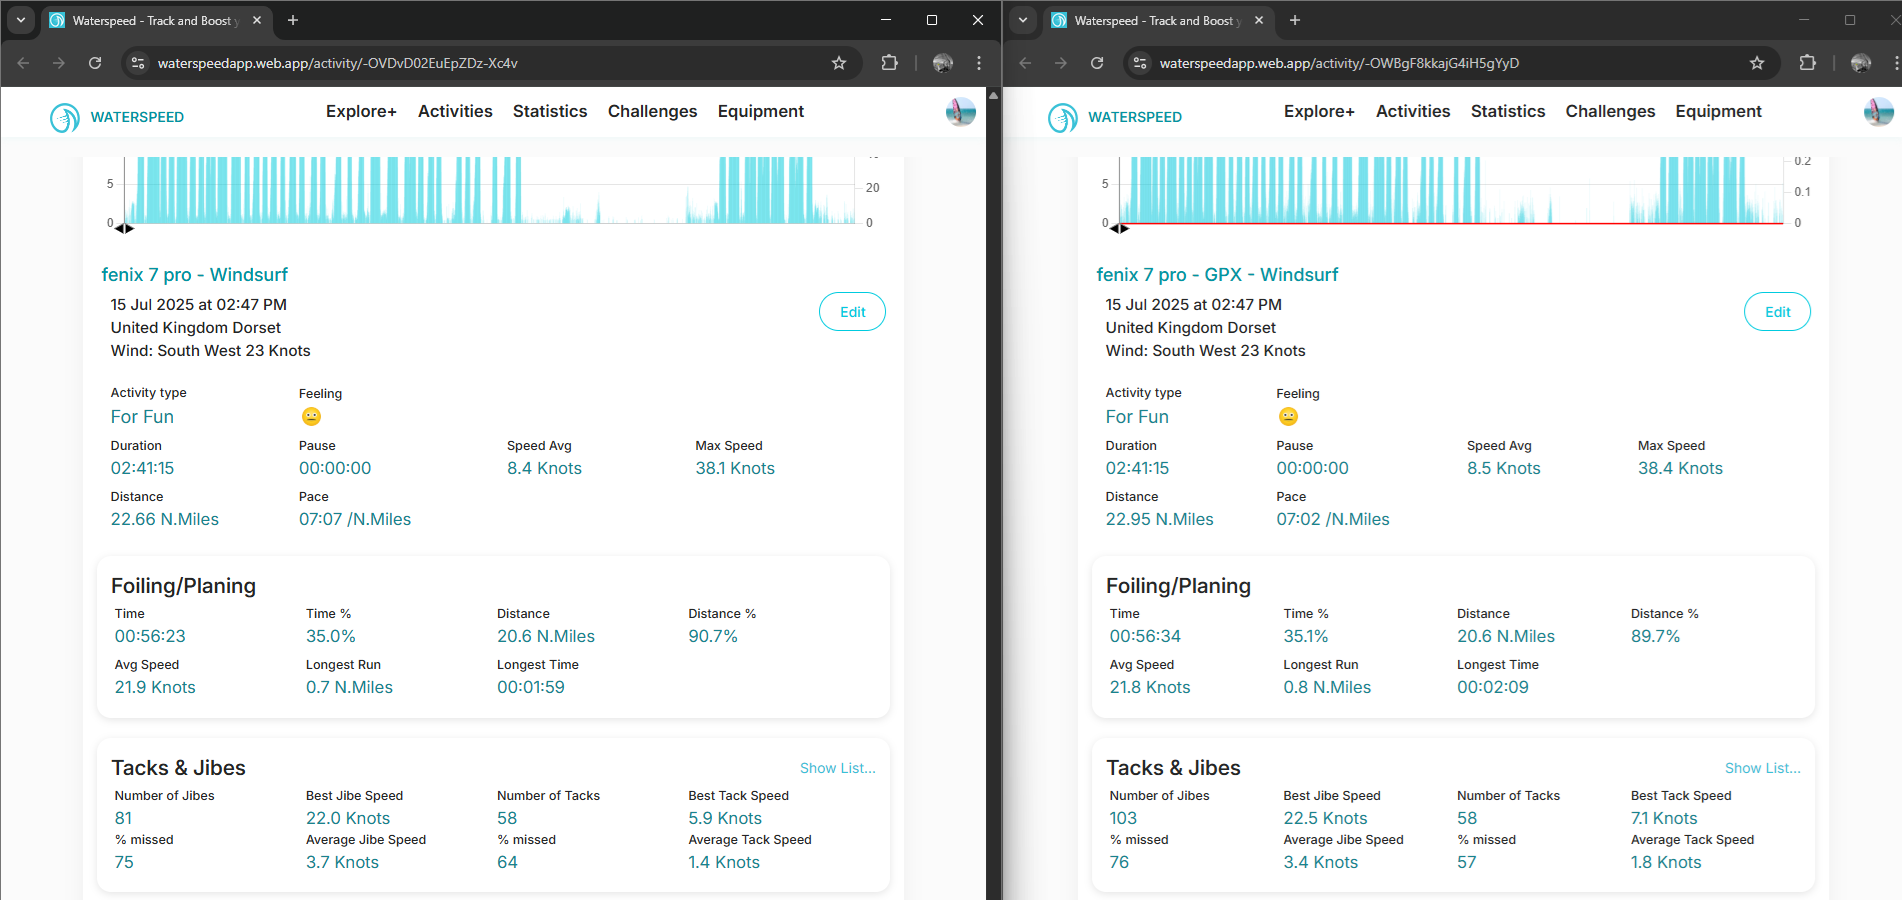 Waterspeed - Track and Boost y
waterspeedapp.web.app/activity/-OVDvD02EuEpZDz-Xc4v
WATERSPEED
Explore+ Activities Statistics Challenges Equipment
5
20
0
0
fenix 7 pro - Windsurf
15 Jul 2025 at 02:47 PM
United Kingdom Dorset
Wind: South West 23 Knots
Edit
Activity type Feeling
For Fun
Duration Pause Speed Avg Max Speed
02:41:15 00:00:00 8.4 Knots 38.1 Knots
Distance Pace
22.66 N.Miles 07:07 /N.Miles
Foiling/Planing
Time Time % Distance Distance %
00:56:23 35.0% 20.6 N.Miles 90.7%
Avg Speed Longest Run Longest Time
21.9 Knots 0.7 N.Miles 00:01:59
Tacks & Jibes Show List...
Number of Jibes Best Jibe Speed Number of Tacks Best Tack Speed
81 22.0 Knots 58 5.9 Knots
% missed Average Jibe Speed % missed Average Tack Speed
75 3.7 Knots 64 1.4 Knots
Waterspeed - Track and Boost y
waterspeedapp.web.app/activity/-OWBgF8kkajG4iH5gYyD
WATERSPEED
Explore+ Activities Statistics Challenges Equipment
0.2
5
0.1
0
0
fenix 7 pro - GPX - Windsurf
15 Jul 2025 at 02:47 PM
United Kingdom Dorset
Wind: South West 23 Knots
Edit
Activity type Feeling
For Fun
Duration Pause Speed Avg Max Speed
02:41:15 00:00:00 8.5 Knots 38.4 Knots
Distance Pace
22.95 N.Miles 07:02 /N.Miles
Foiling/Planing
Time Time % Distance Distance %
00:56:34 35.1% 20.6 N.Miles 89.7%
Avg Speed Longest Run Longest Time
21.8 Knots 0.8 N.Miles 00:02:09
Tacks & Jibes Show List...
Number of Jibes Best Jibe Speed Number of Tacks Best Tack Speed
103 22.5 Knots 58 7.1 Knots
% missed Average Jibe Speed % missed Average Tack Speed
76 3.4 Knots 57 1.8 Knots